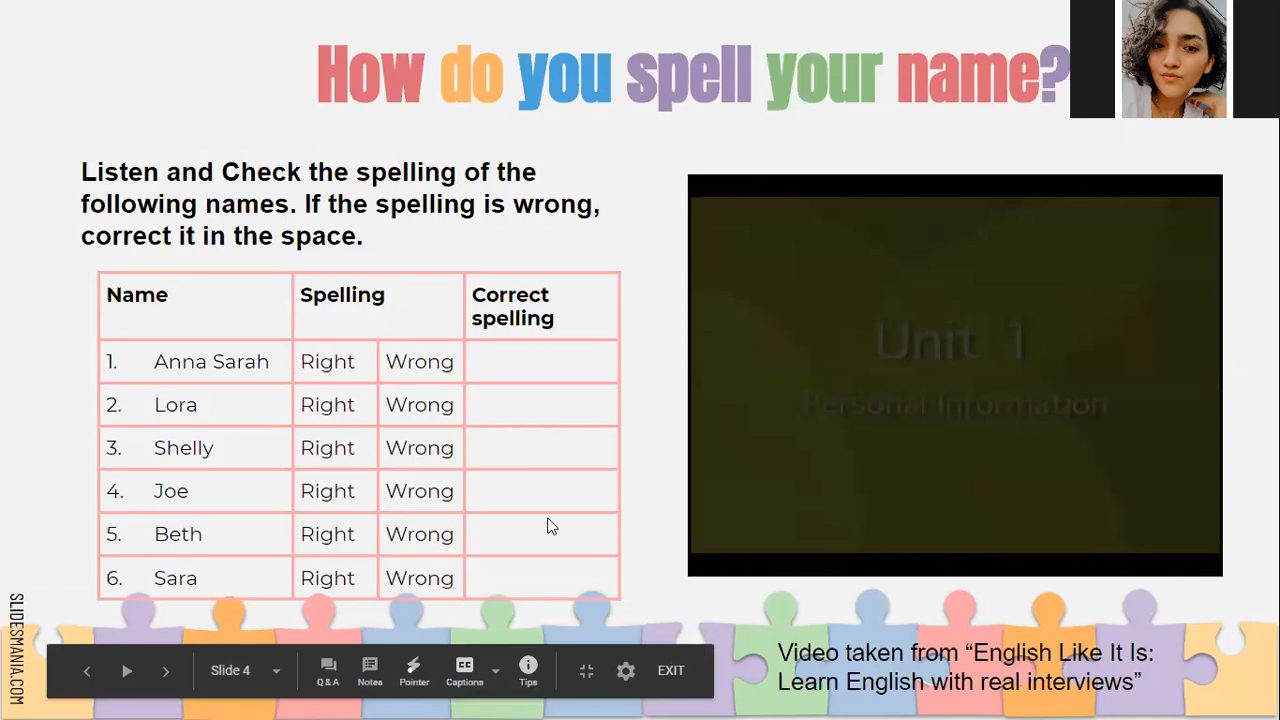 How do you spell your name?
Listen and Check the spelling of the
following names. If the spelling is wrong,
correct it in the space.
Name Spelling Correct
spelling
1. Anna Sarah Right Wrong
2. Lora Right Wrong
3. Shelly Right Wrong
4. Joe Right Wrong
5. Beth Right Wrong
6. Sara Right Wrong
Unit 1
Personal Information
Video taken from “English Like It Is:
Learn English with real interviews”
SLIDESMANIA.COM
Slide 4
Q & A Notes Pointer Captions Tips
EXIT